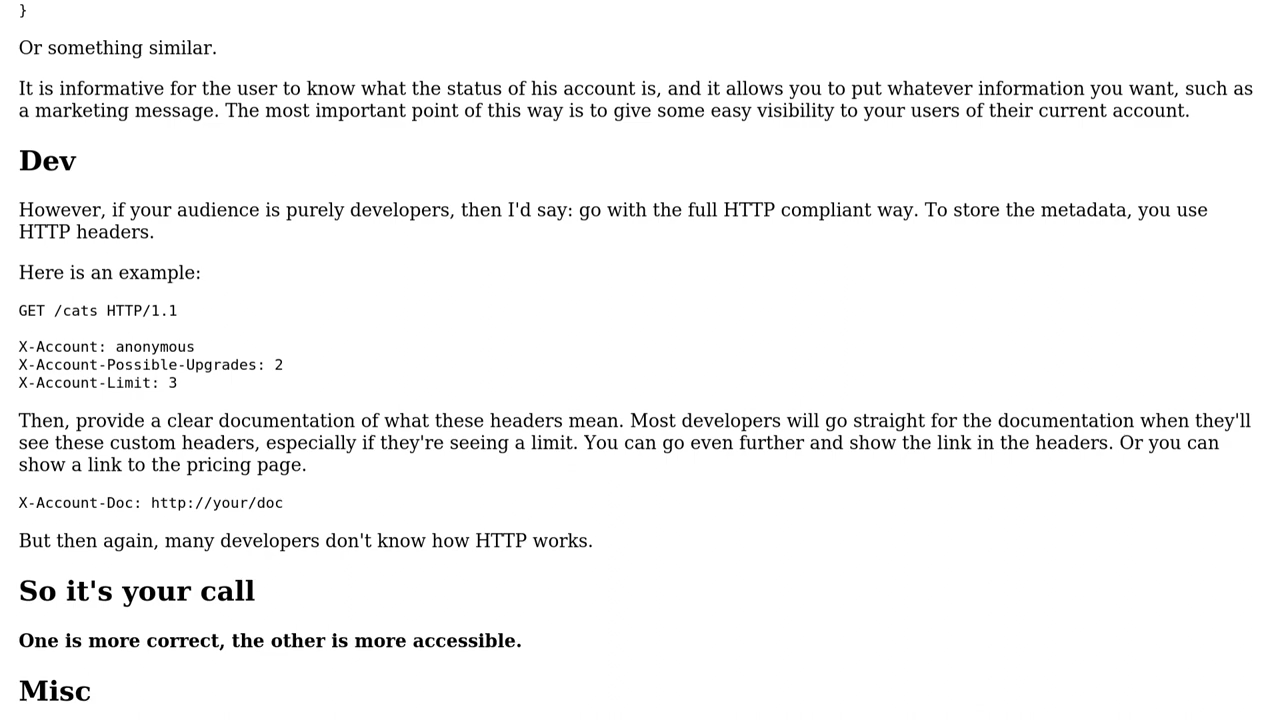 }
Or something similar.
It is informative for the user to know what the status of his account is, and it allows you to put whatever information you want, such as
a marketing message. The most important point of this way is to give some easy visibility to your users of their current account.
Dev
However, if your audience is purely developers, then I'd say: go with the full HTTP compliant way. To store the metadata, you use
HTTP headers.
Here is an example:
GET /cats HTTP/1.1
X-Account: anonymous
X-Account-Possible-Upgrades: 2
X-Account-Limit: 3
Then, provide a clear documentation of what these headers mean. Most developers will go straight for the documentation when they'll
see these custom headers, especially if they're seeing a limit. You can go even further and show the link in the headers. Or you can
show a link to the pricing page.
X-Account-Doc: http://your/doc
But then again, many developers don't know how HTTP works.
So it's your call
One is more correct, the other is more accessible.
Misc